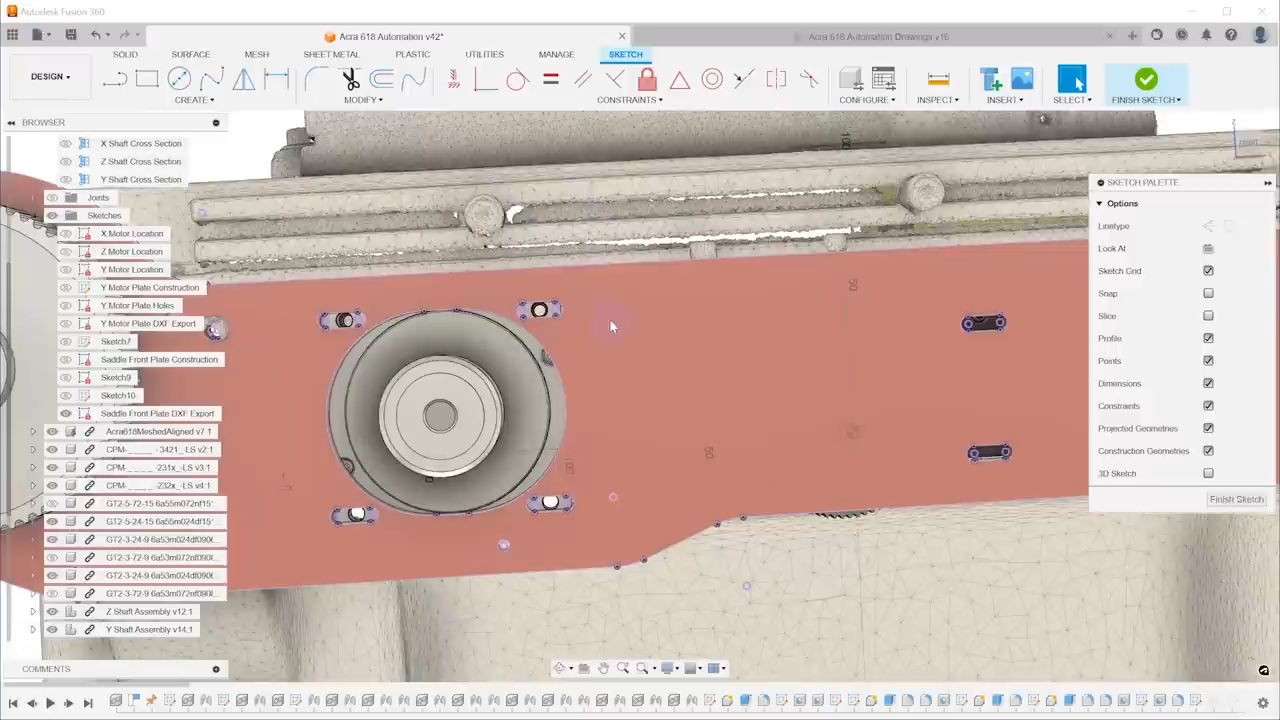 Autodesk Fusion 360
Acra 618 Automation v42*
Acra 618 Automation Drawings v16
DESIGN
SOLID SURFACE MESH SHEET METAL PLASTIC UTILITIES MANAGE SKETCH
CREATE MODIFY CONSTRAINTS CONFIGURE INSPECT INSERT SELECT FINISH SKETCH
BROWSER
X Shaft Cross Section
Z Shaft Cross Section
Y Shaft Cross Section
Joints
Sketches
X Motor Location
Z Motor Location
Y Motor Location
Y Motor Plate Construction
Y Motor Plate Holes
Y Motor Plate DXF Export
Sketch7
Saddle Front Plate Construction
Sketch9
Sketch10
Saddle Front Plate DXF Export
Acra618MeshedAligned v7:1
CPM-_ _ _ _ -3421_-LS v2:1
CPM-_ _ _ _ -231x_-LS v3:1
CPM-_ _ _ _ -232x_-LS v4:1
GT2-5-72-15 6a55m072nf15...
GT2-5-24-15 6a55m024df15...
GT2-3-24-9 6a53m024df090...
GT2-3-72-9 6a53m072nf090...
GT2-3-24-9 6a53m024df090...
GT2-3-72-9 6a53m072nf090...
Z Shaft Assembly v12:1
Y Shaft Assembly v14:1
COMMENTS
100
50
50
100
Z
FRONT
SKETCH PALETTE
Options
Linetype
Look At
Sketch Grid
Snap
Slice
Profile
Points
Dimensions
Constraints
Projected Geometries
Construction Geometries
3D Sketch
Finish Sketch